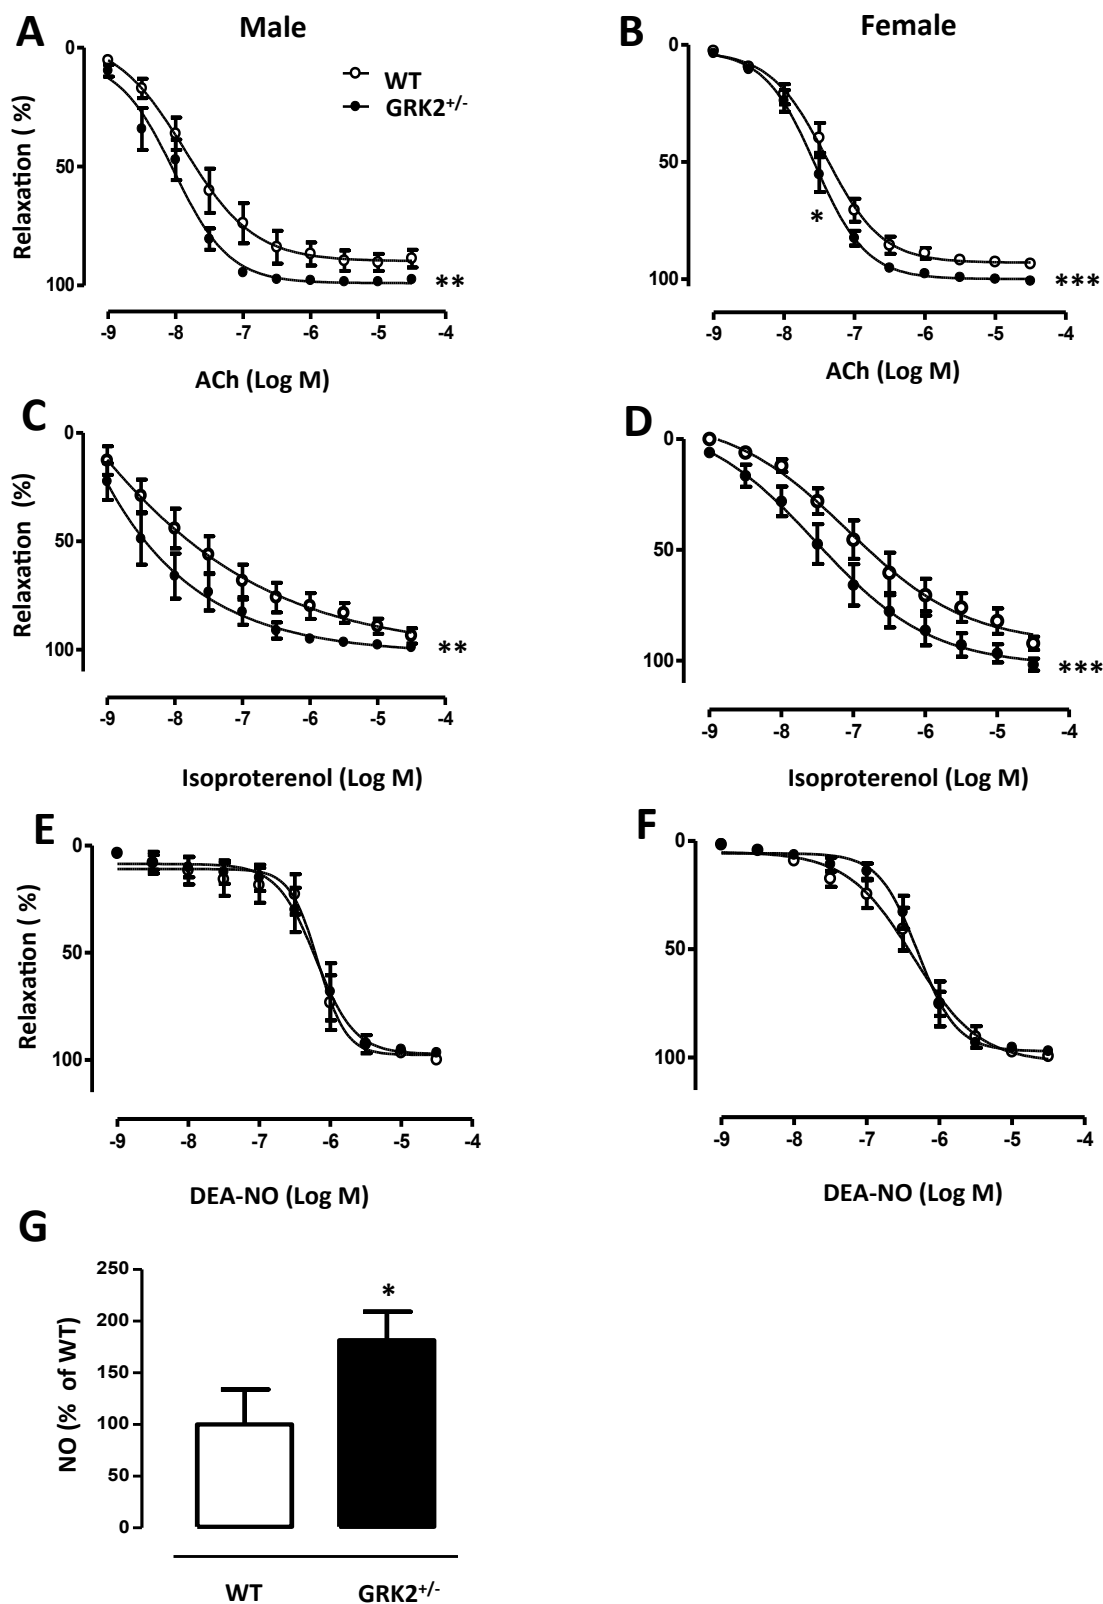 A
Male
B
Female
0
50
100
Relaxation ( %)
WT
GRK2+/-
**
-9 -8 -7 -6 -5 -4
ACh (Log M)
0
50
100
*
***
-9 -8 -7 -6 -5 -4
ACh (Log M)
C
0
50
100
Relaxation (%)
**
-9 -8 -7 -6 -5 -4
Isoproterenol (Log M)
D
0
50
100
***
-9 -8 -7 -6 -5 -4
Isoproterenol (Log M)
E
0
50
100
Relaxation ( %)
-9 -8 -7 -6 -5 -4
DEA-NO (Log M)
F
0
50
100
-9 -8 -7 -6 -5 -4
DEA-NO (Log M)
G
250
200
150
100
50
0
NO (% of WT)
*
WT
GRK2+/-